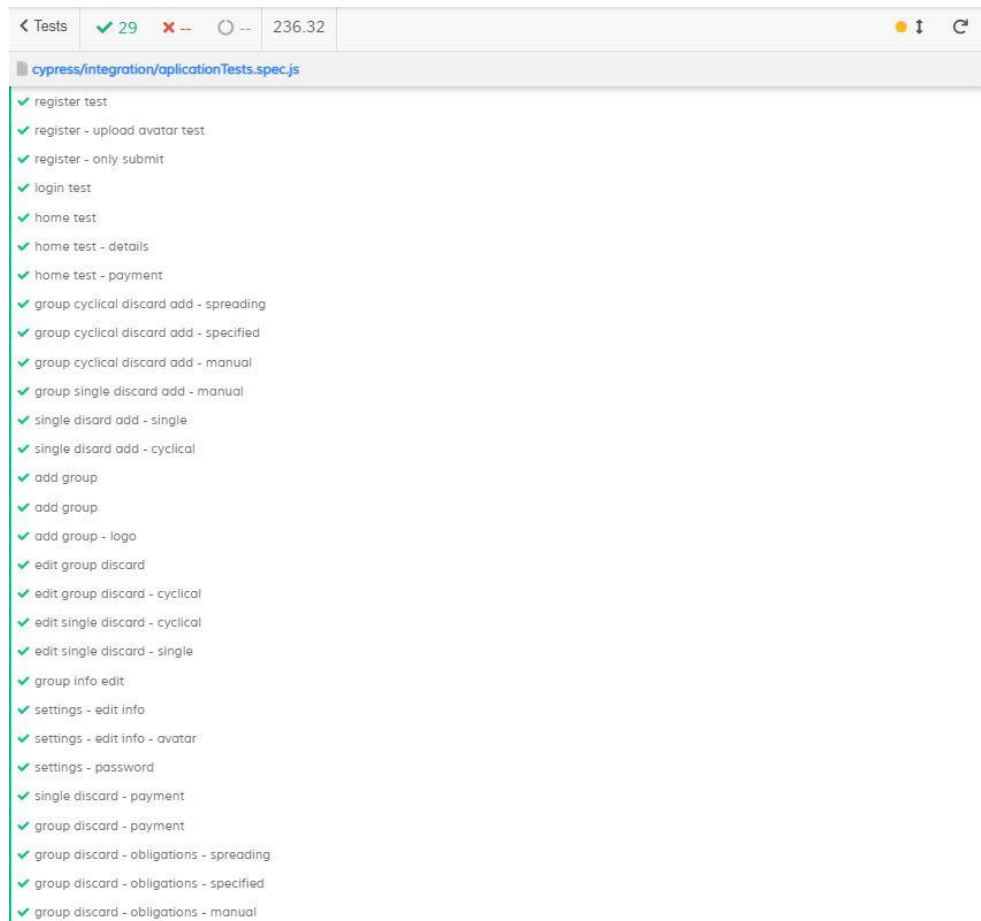 Tests 29 -- -- 236.32
cypress/integration/aplicationTests.spec.js
register test
register - upload avatar test
register - only submit
login test
home test
home test - details
home test - payment
group cyclical discard add - spreading
group cyclical discard add - specified
group cyclical discard add - manual
group single discard add - manual
single disard add - single
single disard add - cyclical
add group
add group
add group - logo
edit group discard
edit group discard - cyclical
edit single discard - cyclical
edit single discard - single
group info edit
settings - edit info
settings - edit info - avatar
settings - password
single discard - payment
group discard - payment
group discard - obligations - spreading
group discard - obligations - specified
group discard - obligations - manual